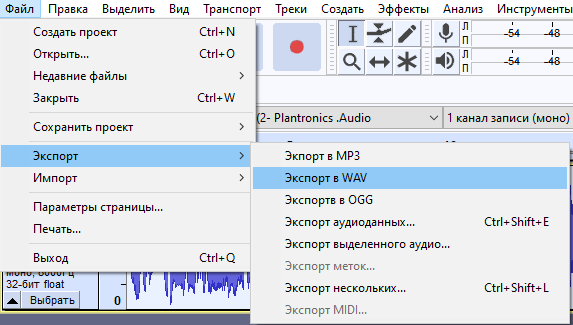 Файл Правка Выделить Вид Транспорт Треки Создать Эффекты Анализ Инструменты
Создать проект Ctrl+N
Открыть... Ctrl+O
Недавние файлы
Закрыть Ctrl+W
Сохранить проект
Экспорт
Импорт
Параметры страницы...
Печать...
Выход Ctrl+Q
Л
П
-54 -48
Л
П
-54 -48
(2- Plantronics .Audio
1 канал записи (моно)
Экпорт в MP3
Экспорт в WAV
Экспортв в OGG
Экспорт аудиоданных... Ctrl+Shift+E
Экспорт выделенного аудио...
Экспорт меток...
Экспорт нескольких... Ctrl+Shift+L
Экспорт MIDI...
Моно, 8000Гц
32-бит float
Выбрать
0